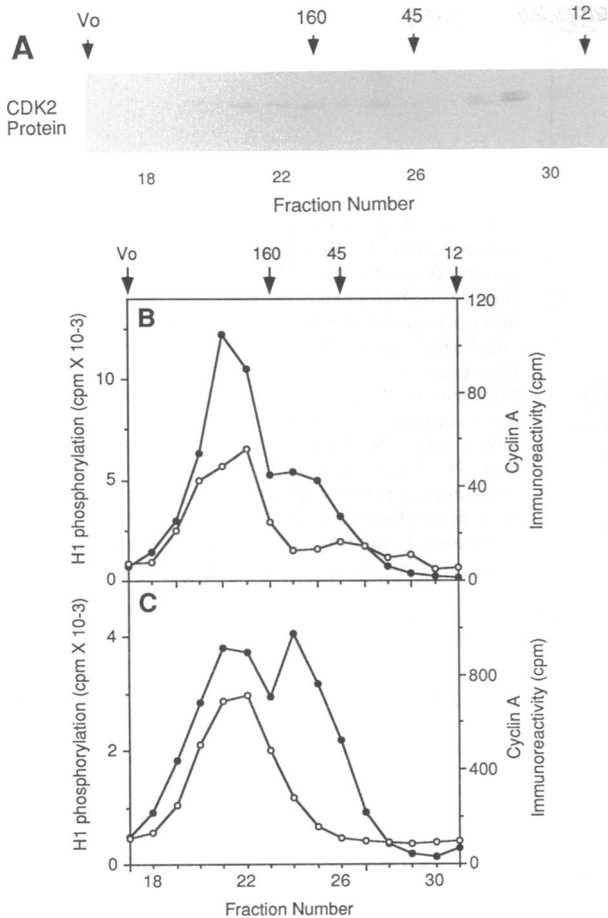 Vo 160 45 12
A
CDK2
Protein
18 22 26 30
Fraction Number
Vo 160 45 12
B
H1 phosphorylation (cpm X 10-3)
10
5
0
120
80
40
0
Cyclin A
Immunoreactivity (cpm)
C
H1 phosphorylation (cpm X 10-3)
4
2
0
800
400
0
Cyclin A
Immunoreactivity (cpm)
18 22 26 30
Fraction Number